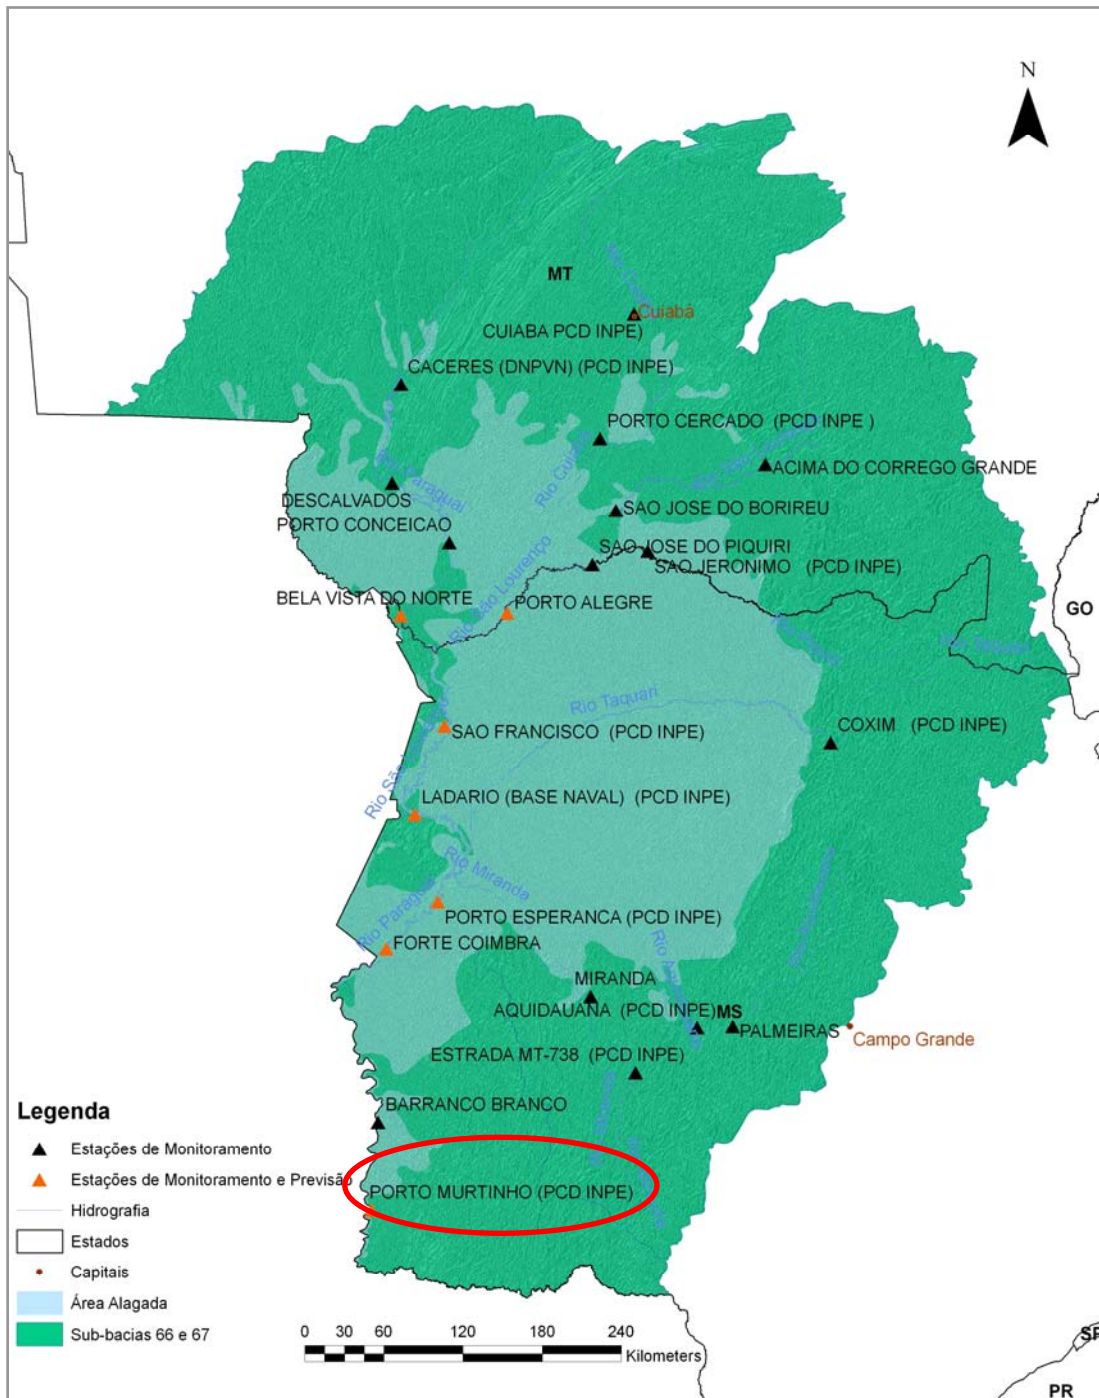 N
MT
Cuiabá
CUIABA PCD INPE)
CACERES (DNPVN) (PCD INPE)
PORTO CERCADO (PCD INPE )
Rio Cuiabá
ACIMA DO CORREGO GRANDE
Rio Paraguai
DESCALVADOS
SAO JOSE DO BORIREU
PORTO CONCEICAO
SAO JOSE DO PIQUIRI
SAO JERONIMO (PCD INPE)
Rio São Lourenço
BELA VISTA DO NORTE
PORTO ALEGRE
GO
Rio Taquari
Rio Taquari
SAO FRANCISCO (PCD INPE)
COXIM (PCD INPE)
LADARIO (BASE NAVAL) (PCD INPE)
Rio Miranda
Rio Paraguai
PORTO ESPERANCA (PCD INPE)
FORTE COIMBRA
MIRANDA
AQUIDAUANA (PCD INPE)
MS
PALMEIRAS
Campo Grande
ESTRADA MT-738 (PCD INPE)
BARRANCO BRANCO
PORTO MURTINHO (PCD INPE)
Legenda
Estações de Monitoramento
Estações de Monitoramento e Previsão
Hidrografia
Estados
Capitais
Área Alagada
Sub-bacias 66 e 67
0 30 60 120 180 240
Kilometers
SP
PR